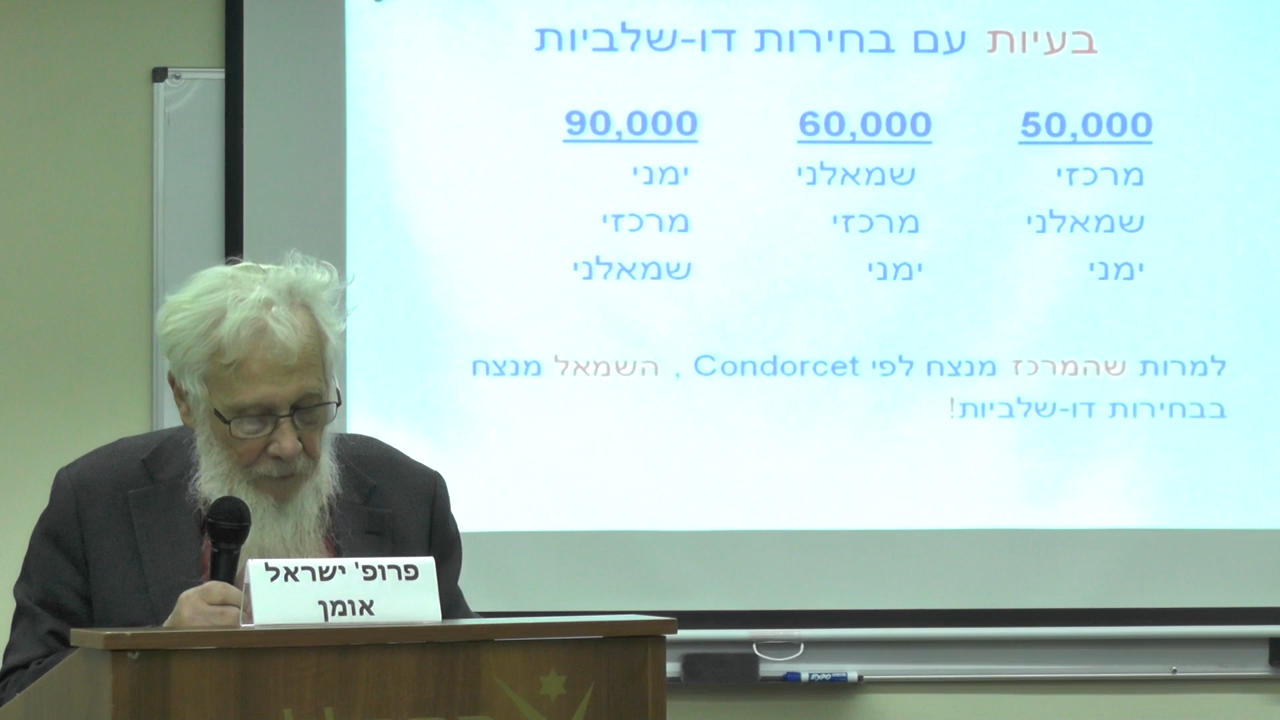 בעיות עם בחירות דו-שלביות
50,000 60,000 90,000
מרכזי שמאלני ימני
שמאלני מרכזי מרכזי
ימני ימני שמאלני
למרות שהמרכז מנצח לפי Condorcet , השמאל מנצח
בבחירות דו-שלביות!
פרופ' ישראל
אומן
EXPO